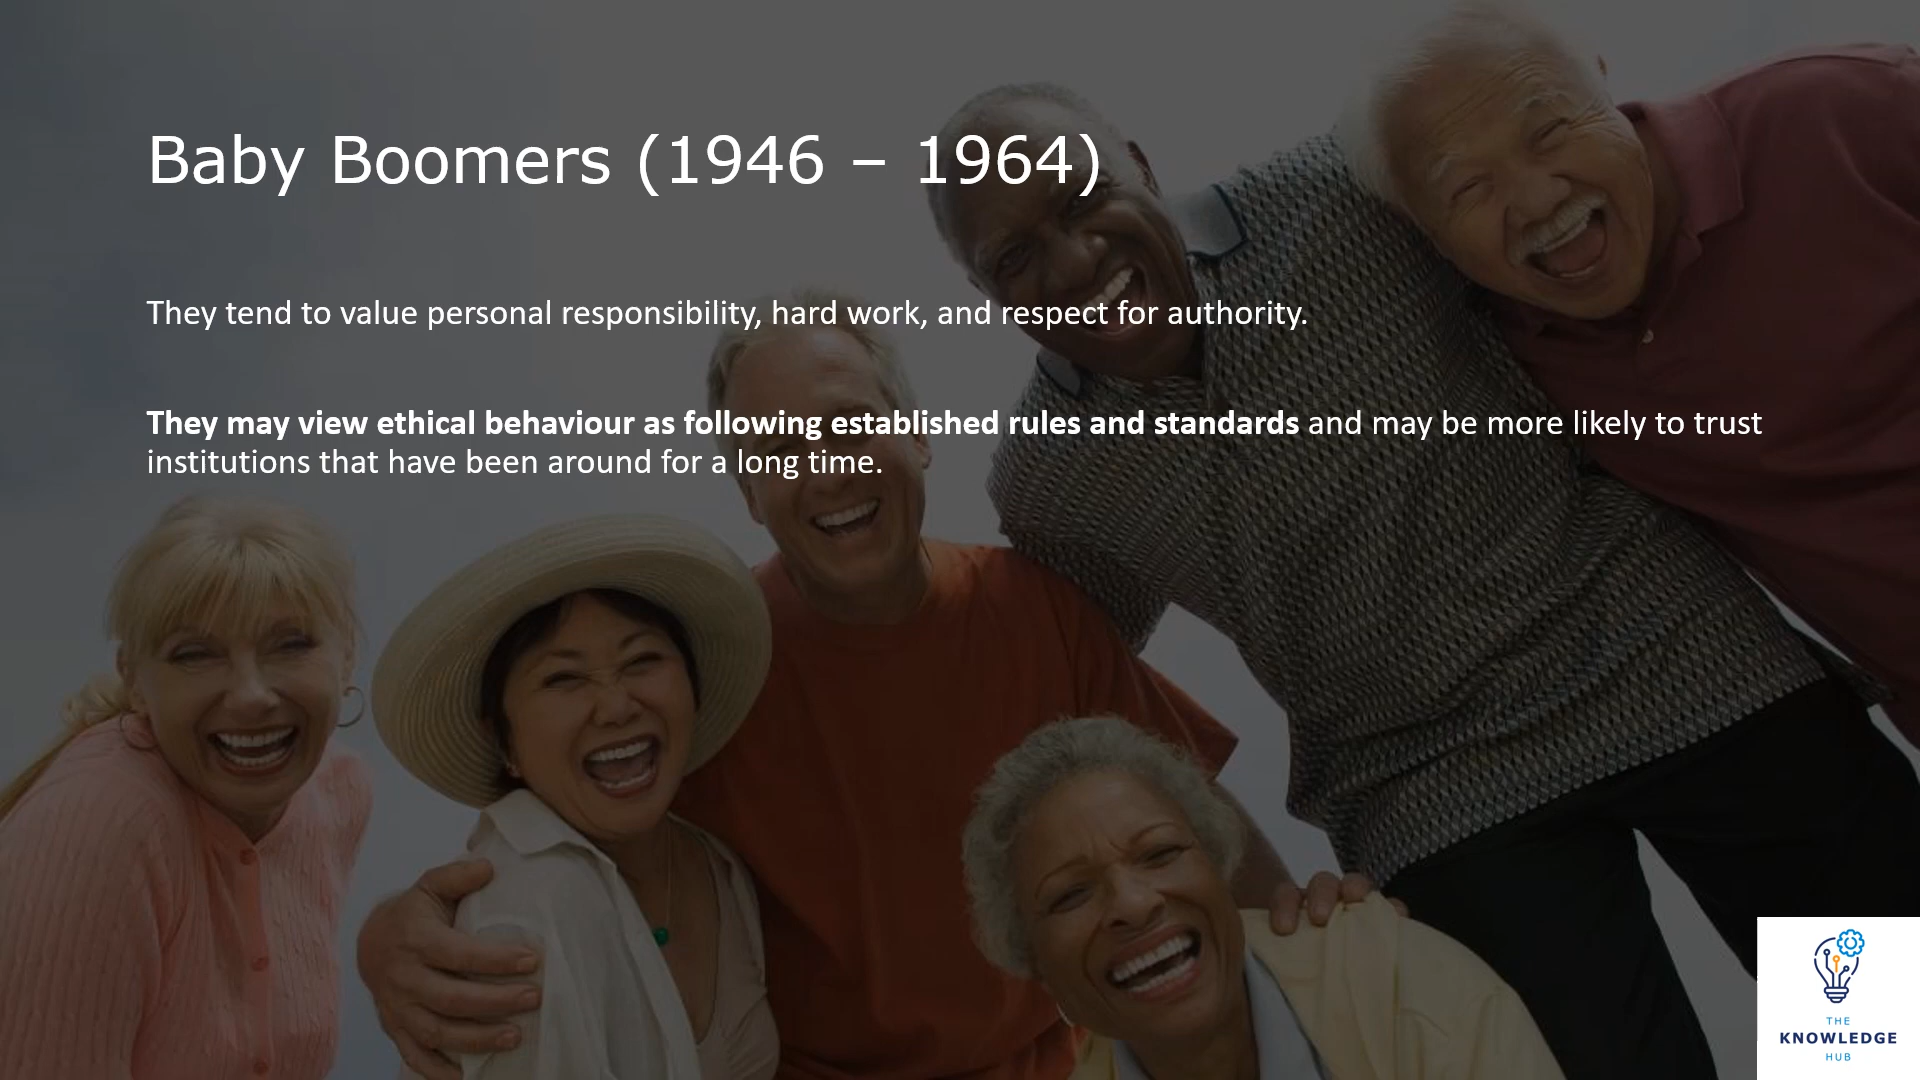 Baby Boomers (1946 – 1964)
They tend to value personal responsibility, hard work, and respect for authority.
They may view ethical behaviour as following established rules and standards and may be more likely to trust
institutions that have been around for a long time.
THE
KNOWLEDGE
HUB